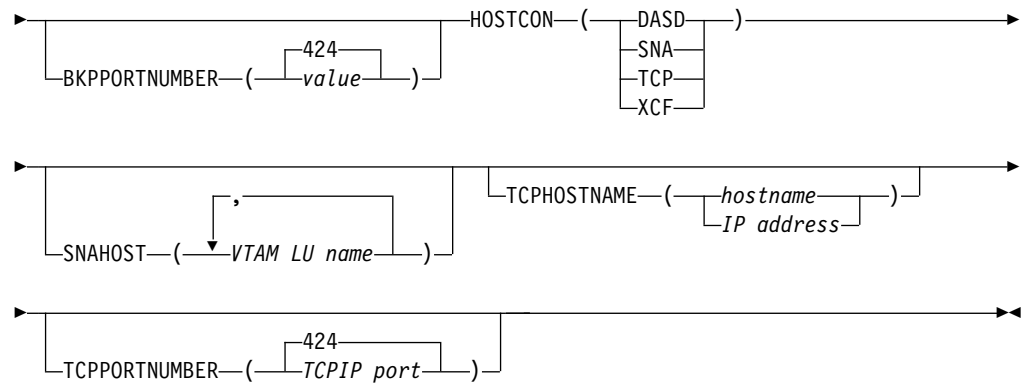 424
BKPPORTNUMBER ( value )
HOSTCON ( DASD )
SNA
TCP
XCF
,
SNAHOST ( VTAM LU name )
TCPHOSTNAME ( hostname )
IP address
424
TCPPORTNUMBER ( TCPIP port )